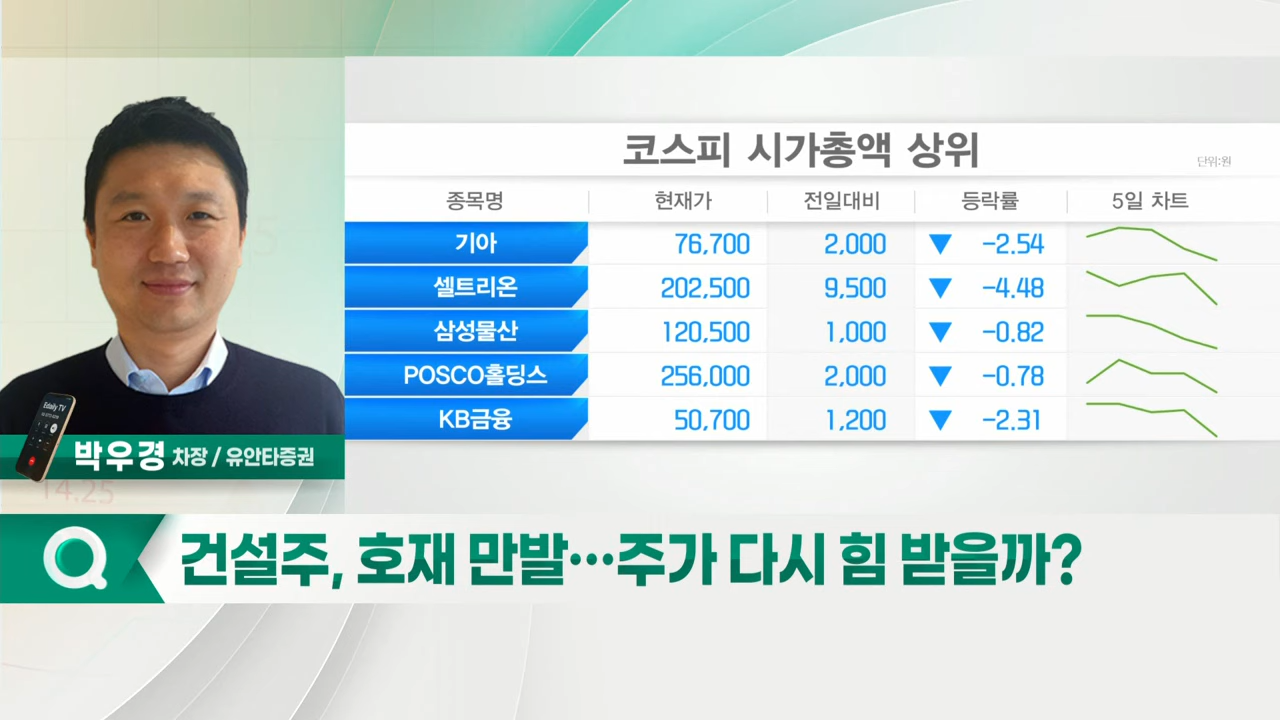 코스피 시가총액 상위
단위:원
종목명 현재가 전일대비 등락률 5일 차트
기아 76,700 2,000 ▼ -2.54
셀트리온 202,500 9,500 ▼ -4.48
삼성물산 120,500 1,000 ▼ -0.82
POSCO홀딩스 256,000 2,000 ▼ -0.78
KB금융 50,700 1,200 ▼ -2.31
Edaily TV
박우경 차장 / 유안타증권
14.25
Q 건설주, 호재 만발…주가 다시 힘 받을까?